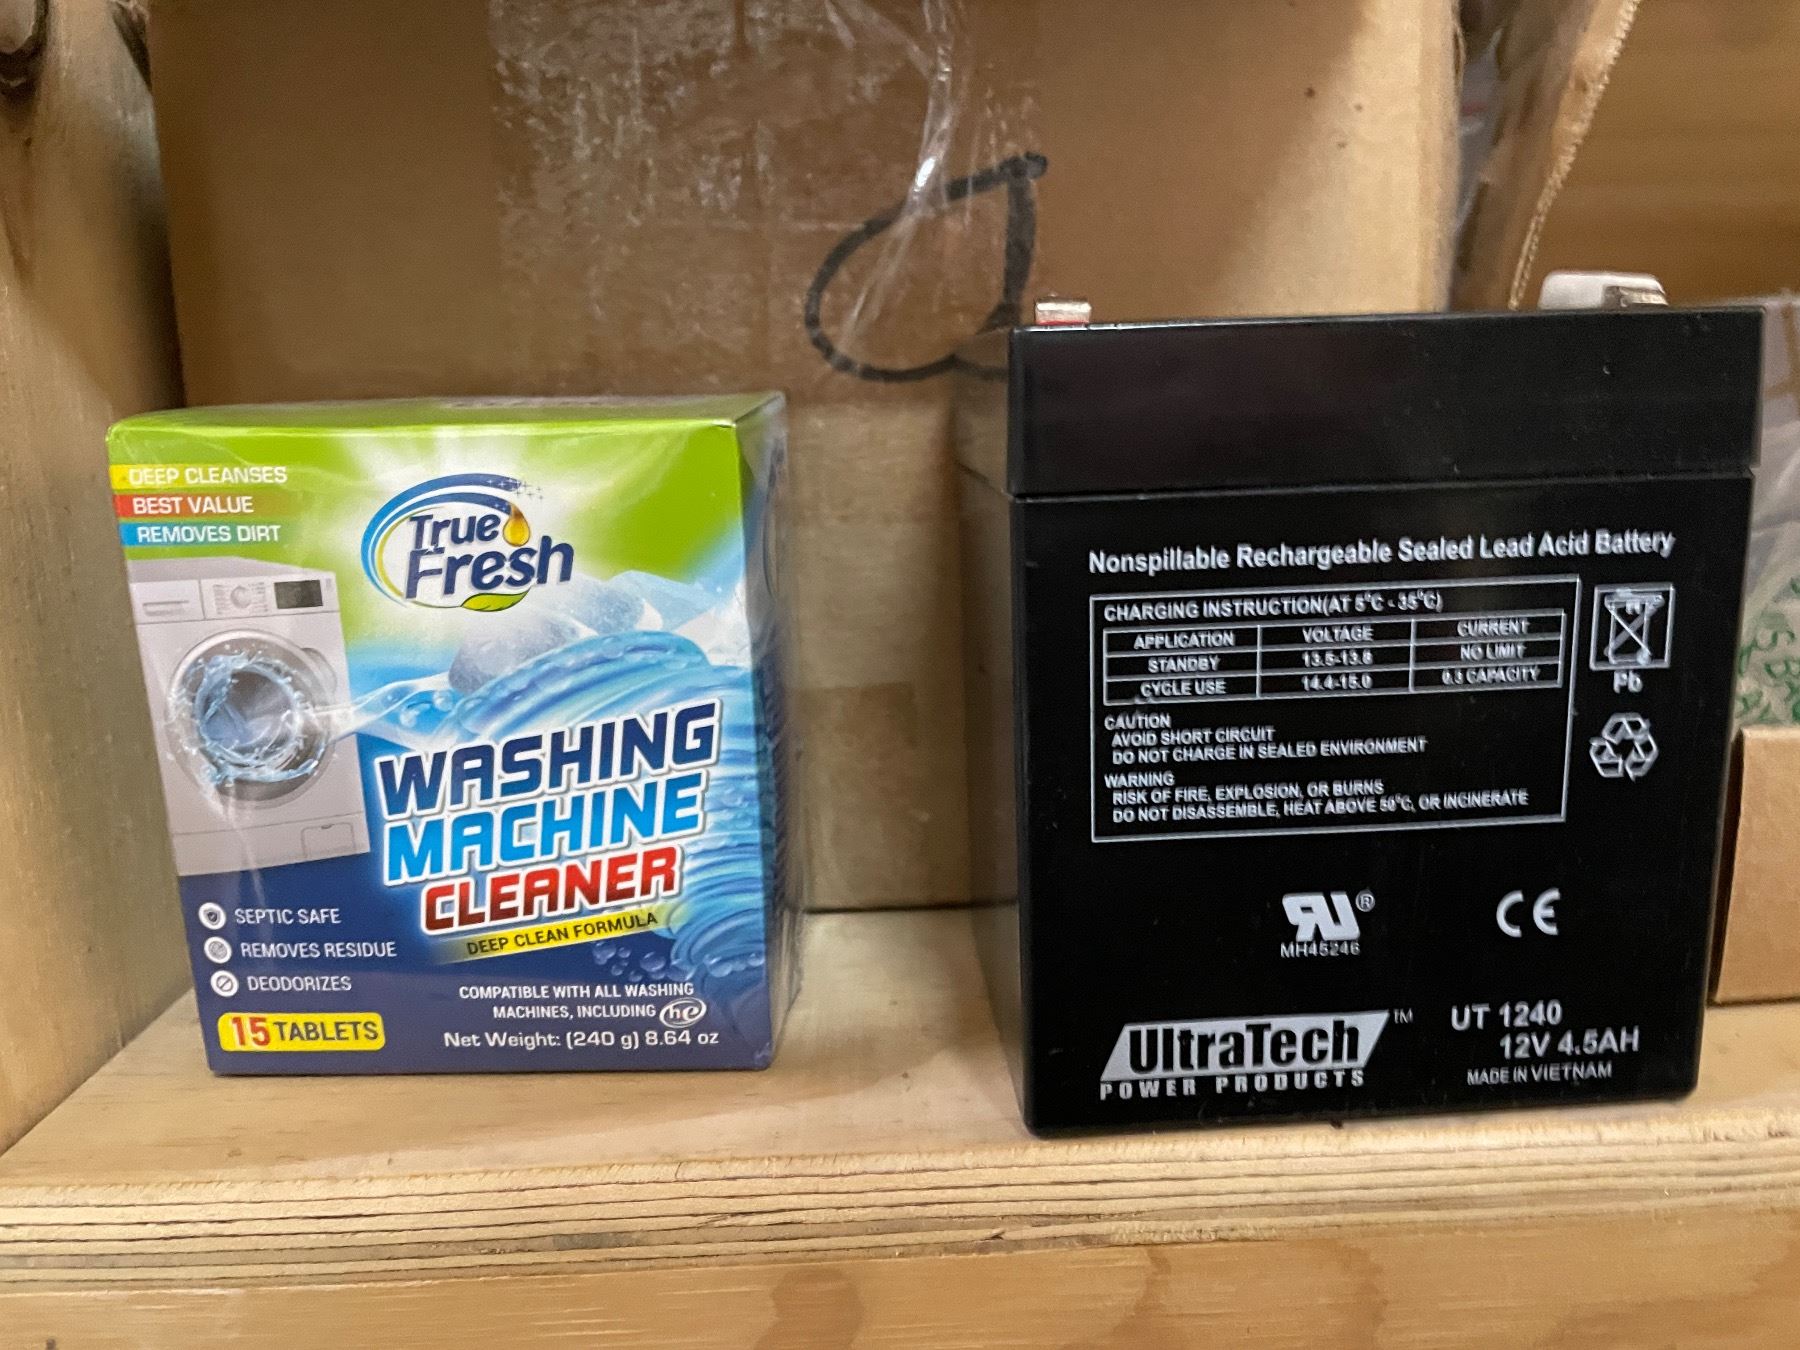 DEEP CLEANSES
BEST VALUE
REMOVES DIRT
True
Fresh
WASHING
MACHINE
CLEANER
DEEP CLEAN FORMULA
SEPTIC SAFE
REMOVES RESIDUE
DEODORIZES
15 TABLETS
COMPATIBLE WITH ALL WASHING
MACHINES, INCLUDING he
Net Weight: (240 g) 8.64 oz
Nonspillable Rechargeable Sealed Lead Acid Battery
CHARGING INSTRUCTION(AT 5°C - 35°C)
APPLICATION VOLTAGE CURRENT
STANDBY 13.5-13.8 NO LIMIT
CYCLE USE 14.4-15.0 0.3 CAPACITY
Pb
CAUTION
AVOID SHORT CIRCUIT
DO NOT CHARGE IN SEALED ENVIRONMENT
WARNING
RISK OF FIRE, EXPLOSION, OR BURNS
DO NOT DISASSEMBLE, HEAT ABOVE 50°C, OR INCINERATE
RU®
MH45246
CE
UltraTech™
POWER PRODUCTS
UT 1240
12V 4.5AH
MADE IN VIETNAM